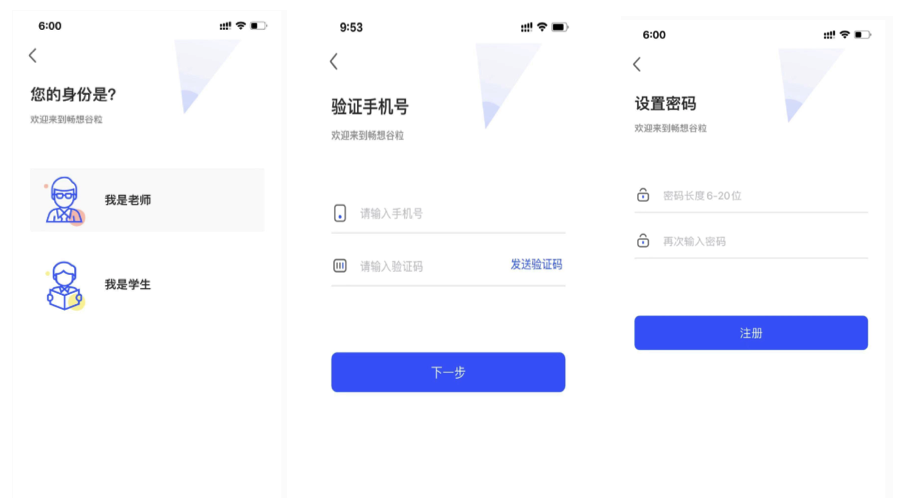 6:00
您的身份是?
欢迎来到畅想谷粒
我是老师
我是学生
9:53
验证手机号
欢迎来到畅想谷粒
请输入手机号
请输入验证码 发送验证码
下一步
6:00
设置密码
欢迎来到畅想谷粒
密码长度6-20位
再次输入密码
注册